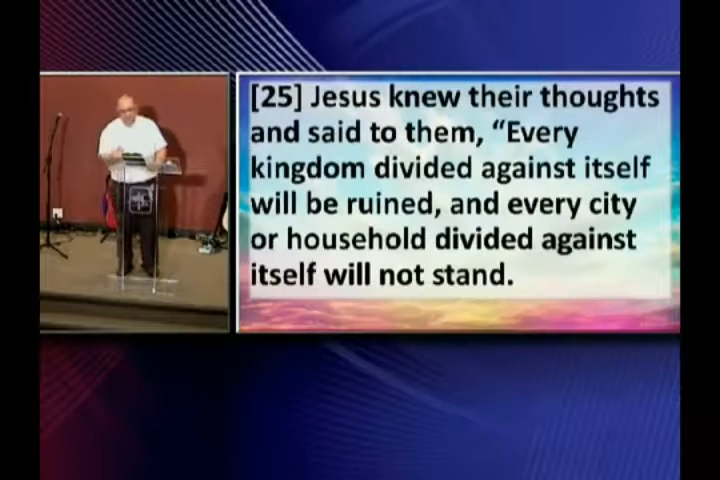 [25] Jesus knew their thoughts
and said to them, “Every
kingdom divided against itself
will be ruined, and every city
or household divided against
itself will not stand.